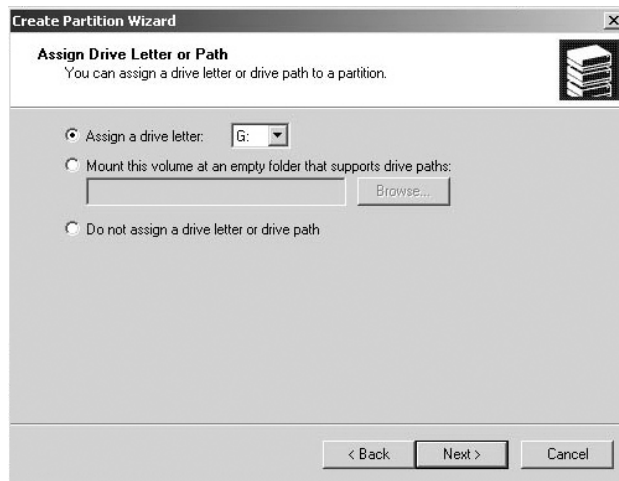 Create Partition Wizard
Assign Drive Letter or Path
You can assign a drive letter or drive path to a partition.
Assign a drive letter: G:
Mount this volume at an empty folder that supports drive paths:
Browse...
Do not assign a drive letter or drive path
< Back Next > Cancel